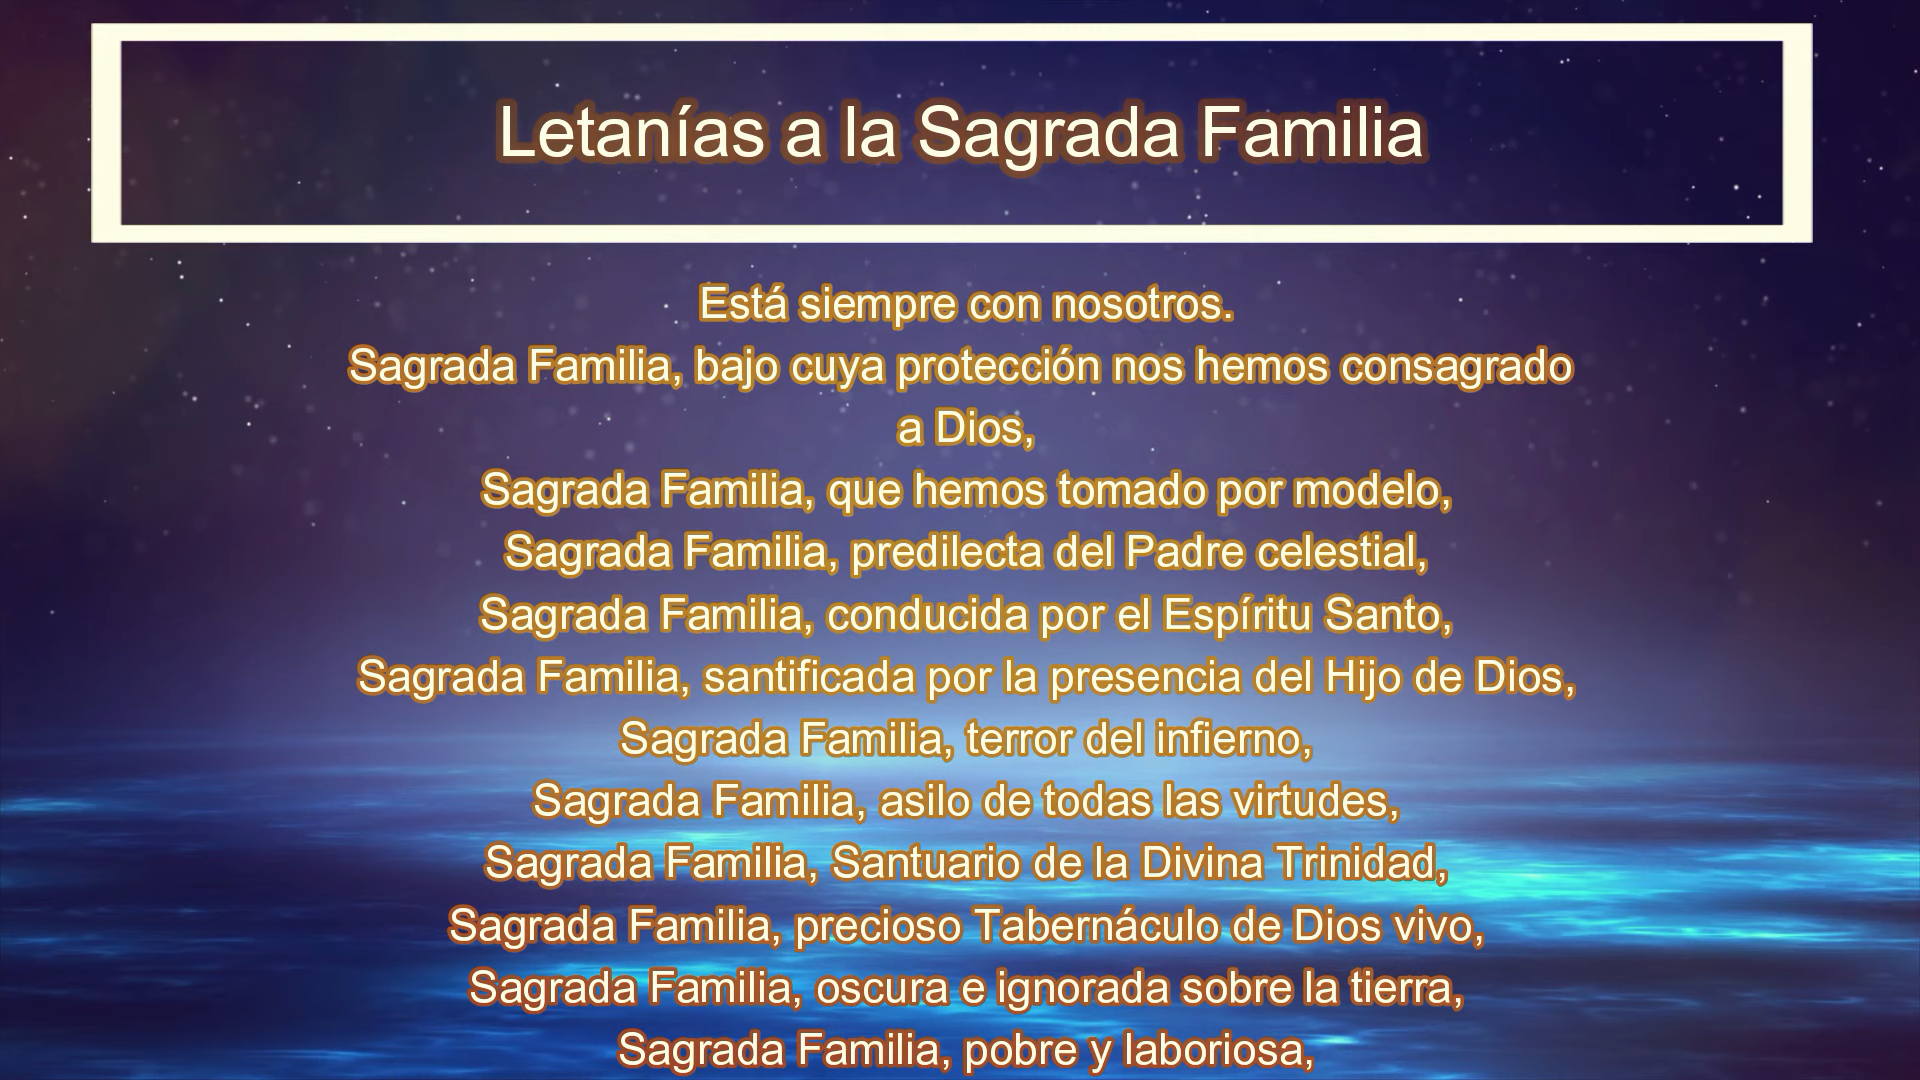 Letanías a la Sagrada Familia
Está siempre con nosotros.
Sagrada Familia, bajo cuya protección nos hemos consagrado
a Dios,
Sagrada Familia, que hemos tomado por modelo,
Sagrada Familia, predilecta del Padre celestial,
Sagrada Familia, conducida por el Espíritu Santo,
Sagrada Familia, santificada por la presencia del Hijo de Dios,
Sagrada Familia, terror del infierno,
Sagrada Familia, asilo de todas las virtudes,
Sagrada Familia, Santuario de la Divina Trinidad,
Sagrada Familia, precioso Tabernáculo de Dios vivo,
Sagrada Familia, oscura e ignorada sobre la tierra,
Sagrada Familia, pobre y laboriosa,